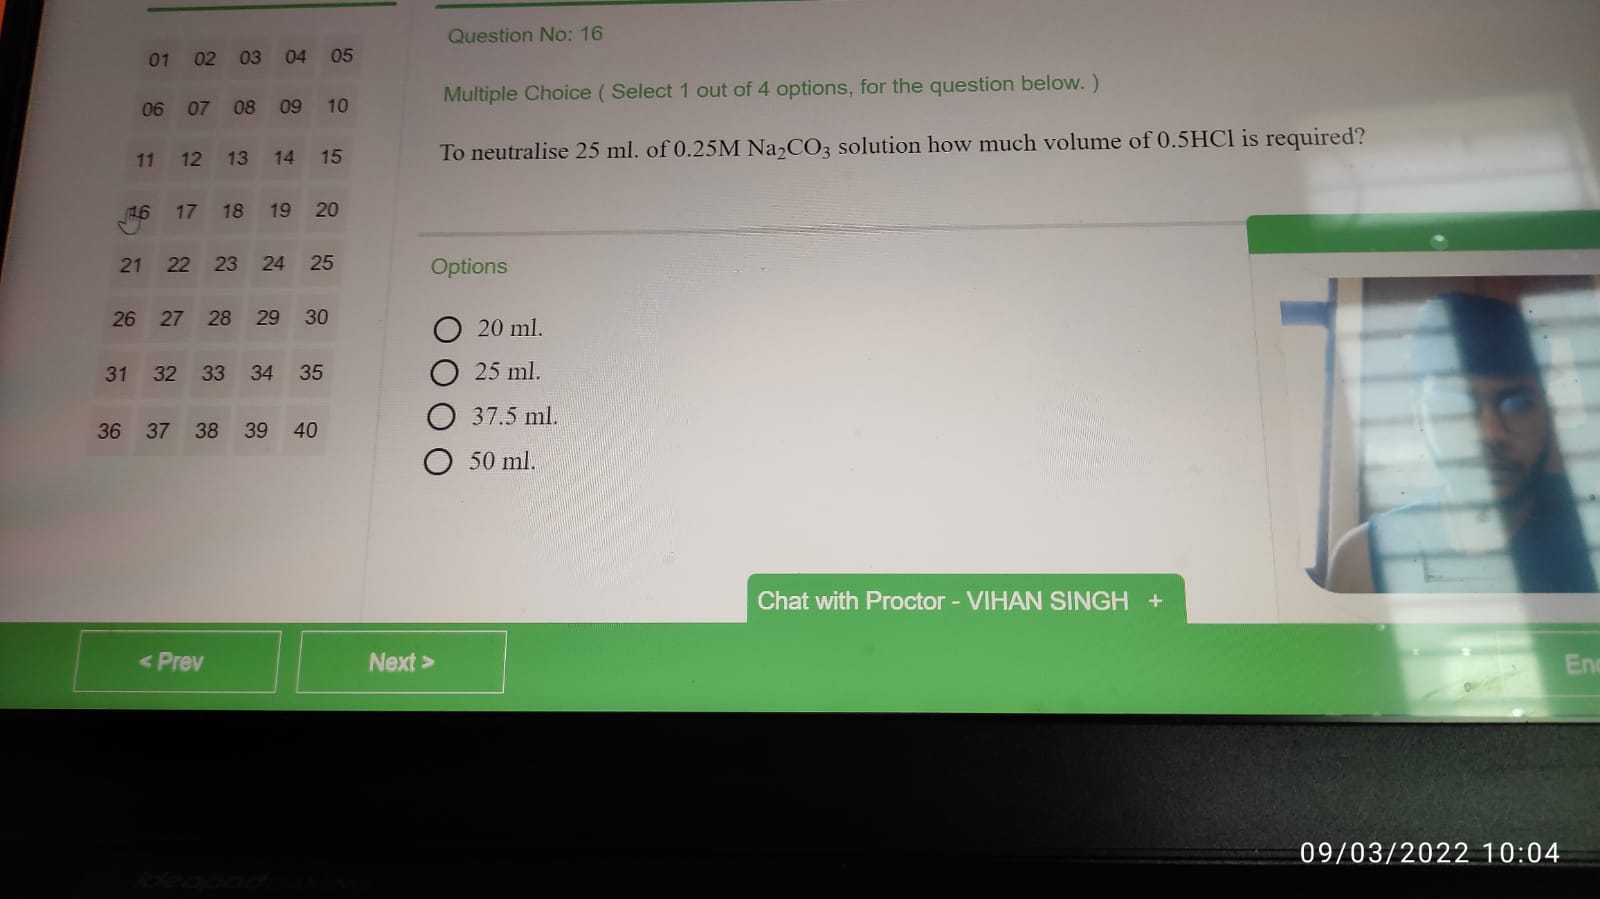 Question No: 16
Multiple Choice ( Select 1 out of 4 options, for the question below. )
To neutralise 25 ml. of 0.25M Na₂CO₃ solution how much volume of 0.5HCl is required?
01 02 03 04 05
06 07 08 09 10
11 12 13 14 15
16 17 18 19 20
21 22 23 24 25
26 27 28 29 30
31 32 33 34 35
36 37 38 39 40
Options
20 ml.
25 ml.
37.5 ml.
50 ml.
Chat with Proctor - VIHAN SINGH +
< Prev
Next >
ideapad
09/03/2022 10:04